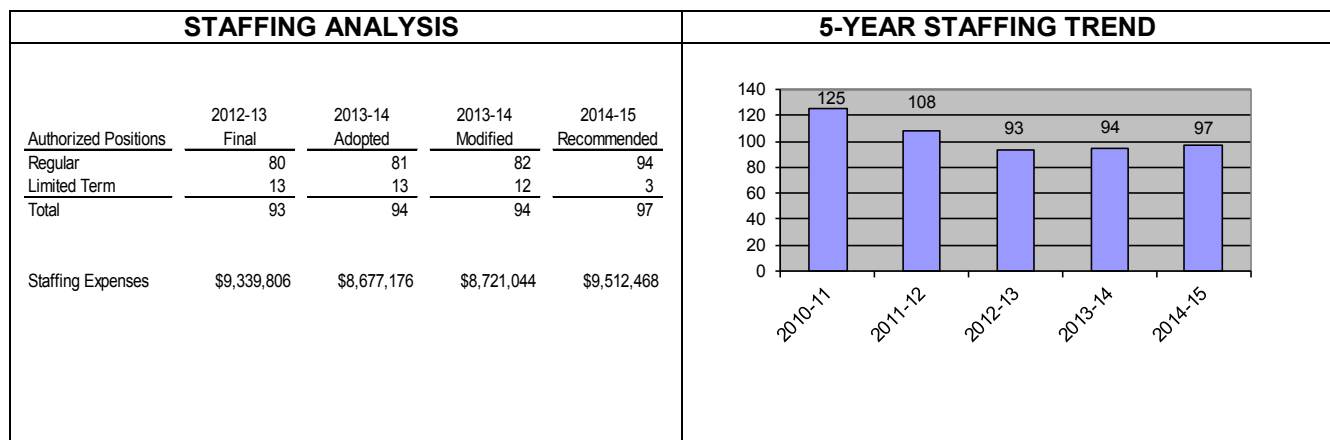 STAFFING ANALYSIS
2012-13 2013-14 2013-14 2014-15
Authorized Positions Final Adopted Modified Recommended
Regular 80 81 82 94
Limited Term 13 13 12 3
Total 93 94 94 97
Staffing Expenses $9,339,806 $8,677,176 $8,721,044 $9,512,468
5-YEAR STAFFING TREND
140
120
100
80
60
40
20
0
125 108 93 94 97
2010-11 2011-12 2012-13 2013-14 2014-15